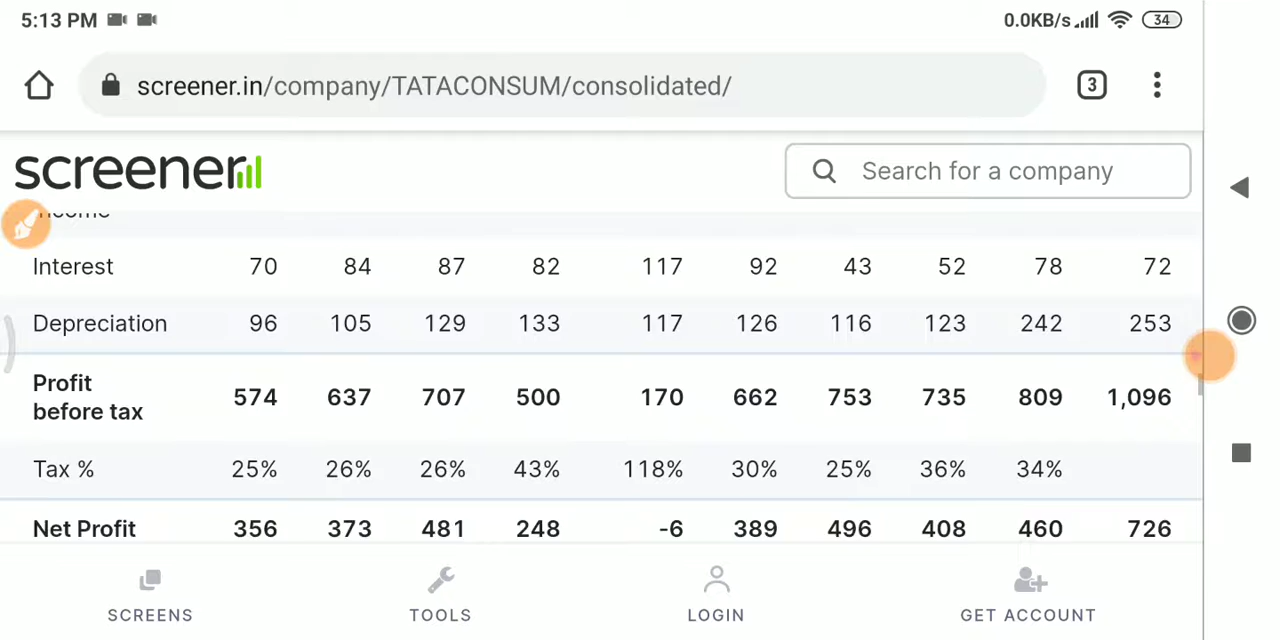 5:13 PM 0.0KB/s 34
screener.in/company/TATACONSUM/consolidated/ 3
screener Search for a company
Income
Interest 70 84 87 82 117 92 43 52 78 72
Depreciation 96 105 129 133 117 126 116 123 242 253
Profit before tax 574 637 707 500 170 662 753 735 809 1,096
Tax % 25% 26% 26% 43% 118% 30% 25% 36% 34%
Net Profit 356 373 481 248 -6 389 496 408 460 726
SCREENS TOOLS LOGIN GET ACCOUNT